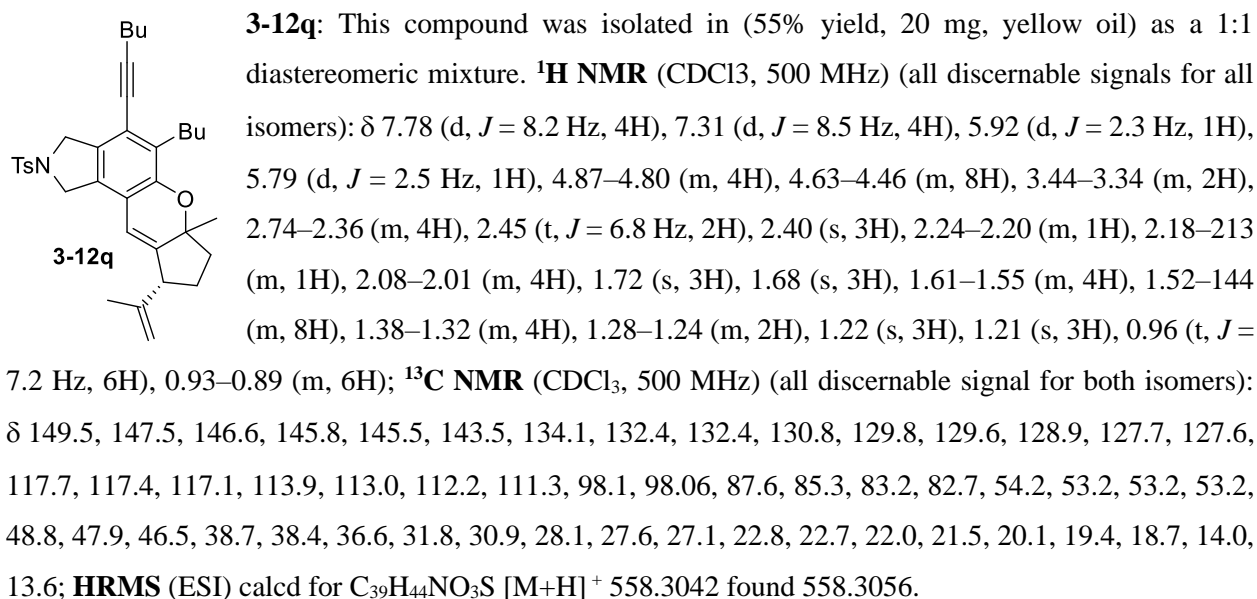 Bu
Bu
TsN
O
3-12q
3-12q: This compound was isolated in (55% yield, 20 mg, yellow oil) as a 1:1
diastereomeric mixture. ¹H NMR (CDCl3, 500 MHz) (all discernable signals for all
isomers): δ 7.78 (d, J = 8.2 Hz, 4H), 7.31 (d, J = 8.5 Hz, 4H), 5.92 (d, J = 2.3 Hz, 1H),
5.79 (d, J = 2.5 Hz, 1H), 4.87–4.80 (m, 4H), 4.63–4.46 (m, 8H), 3.44–3.34 (m, 2H),
2.74–2.36 (m, 4H), 2.45 (t, J = 6.8 Hz, 2H), 2.40 (s, 3H), 2.24–2.20 (m, 1H), 2.18–213
(m, 1H), 2.08–2.01 (m, 4H), 1.72 (s, 3H), 1.68 (s, 3H), 1.61–1.55 (m, 4H), 1.52–144
(m, 8H), 1.38–1.32 (m, 4H), 1.28–1.24 (m, 2H), 1.22 (s, 3H), 1.21 (s, 3H), 0.96 (t, J =
7.2 Hz, 6H), 0.93–0.89 (m, 6H); ¹³C NMR (CDCl₃, 500 MHz) (all discernable signal for both isomers):
δ 149.5, 147.5, 146.6, 145.8, 145.5, 143.5, 134.1, 132.4, 132.4, 130.8, 129.8, 129.6, 128.9, 127.7, 127.6,
117.7, 117.4, 117.1, 113.9, 113.0, 112.2, 111.3, 98.1, 98.06, 87.6, 85.3, 83.2, 82.7, 54.2, 53.2, 53.2, 53.2,
48.8, 47.9, 46.5, 38.7, 38.4, 36.6, 31.8, 30.9, 28.1, 27.6, 27.1, 22.8, 22.7, 22.0, 21.5, 20.1, 19.4, 18.7, 14.0,
13.6; HRMS (ESI) calcd for C₃₉H₄₄NO₃S [M+H] ⁺ 558.3042 found 558.3056.